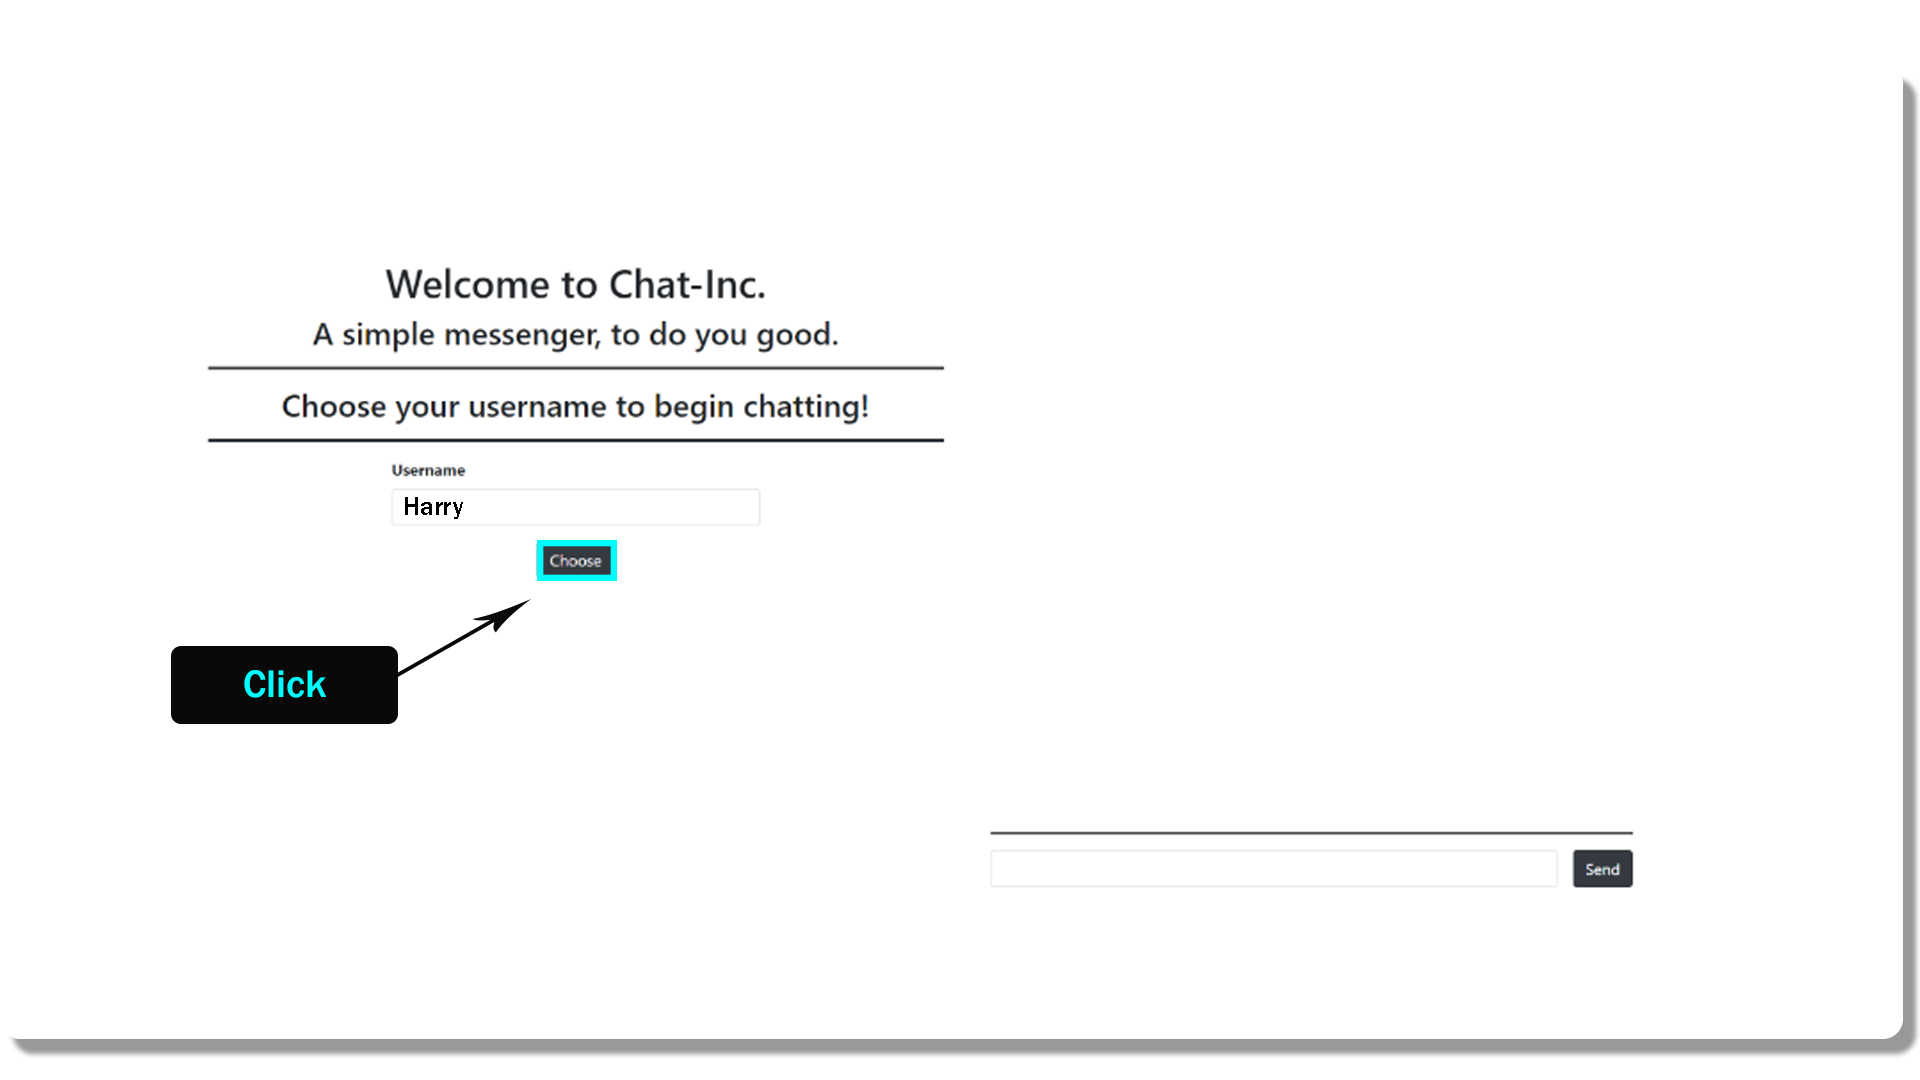 Welcome to Chat-Inc.
A simple messenger, to do you good.
Choose your username to begin chatting!
Username
Harry
Choose
Click
Send